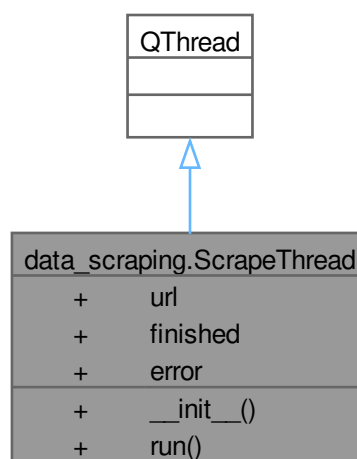 QThread
data_scraping.ScrapeThread
+ url
+ finished
+ error
+ __init__()
+ run()